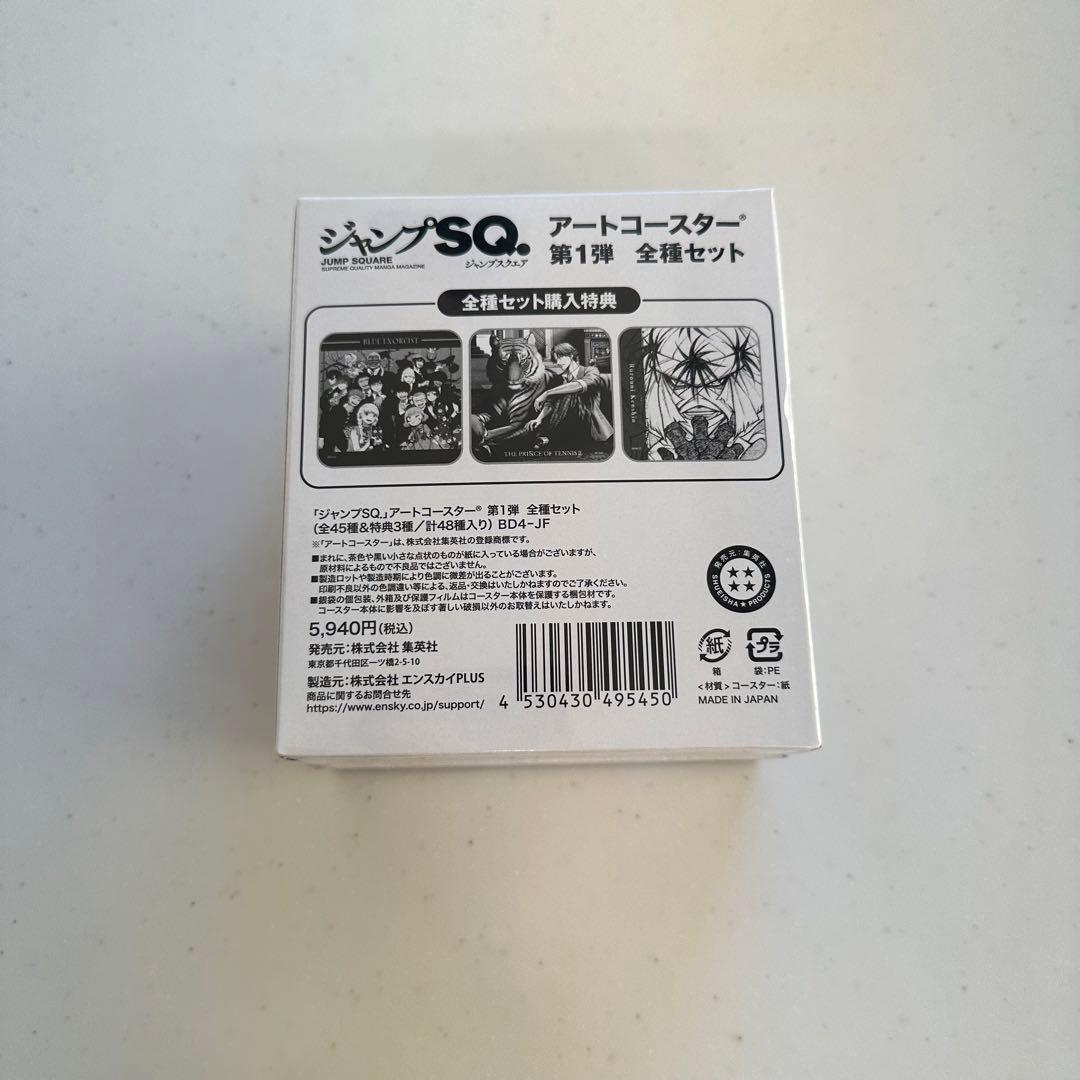 ジャンプSQ.
JUMP SQUARE
SUPREME QUALITY MANGA MAGAZINE
ジャンプスクエア
アートコースター®
第1弾 全種セット
全種セット購入特典
BLUE EXORCIST
THE PRINCE OF TENNIS II
Rurouni Kenshin
「ジャンプSQ.」アートコースター® 第1弾 全種セット
(全45種&特典3種/計48種入り) BD4-JF
※「アートコースター」は、株式会社集英社の登録商標です。
■まれに、茶色や黒い小さな点状のものが紙に入っている場合がございますが、
原材料によるもので不良品ではございません。
■製造ロットや製造時期により色調に微差が出ることがございます。
印刷不良以外の色調違い等による、返品・交換はいたしかねますのでご了承ください。
■銀袋の個包装、外箱及び保護フィルムはコースター本体を保護する梱包材です。
コースター本体に影響を及ぼす著しい破損以外のお取替えはいたしかねます。
5,940円(税込)
発売元:株式会社 集英社
東京都千代田区一ツ橋2-5-10
製造元:株式会社 エンスカイPLUS
商品に関するお問合せ先
https://www.ensky.co.jp/support/
4 530430 495450
発売元:集英社
SHUEISHA ★ PRODUCTS
紙
箱
プラ
袋:PE
<材質>コースター:紙
MADE IN JAPAN